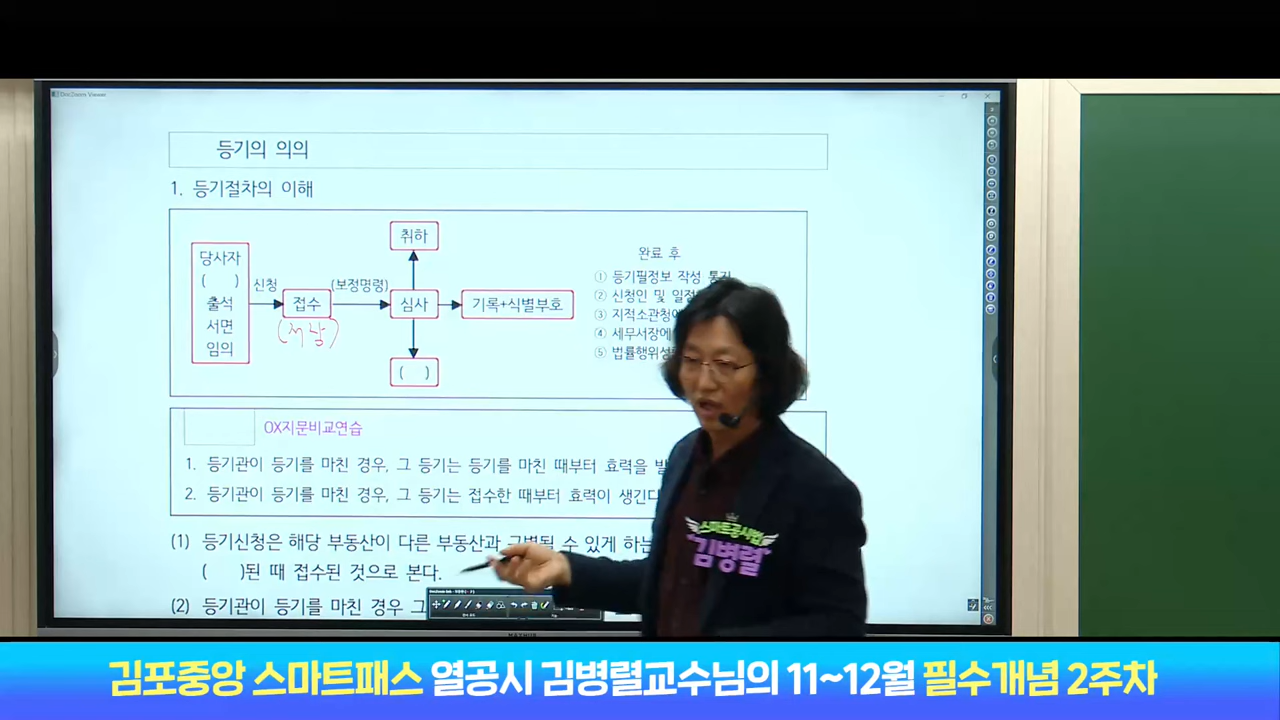 DocZoom Viewer
등기의 의의
1. 등기절차의 이해
취하
당사자
( )
출석
서면
임의
신청
접수
(저장)
(보정명령)
심사
기록+식별부호
( )
완료 후
① 등기필정보 작성 통지
② 신청인 및 일정
③ 지적소관청에
④ 세무서장에
⑤ 법률행위성
OX지문비교연습
1. 등기관이 등기를 마친 경우, 그 등기는 등기를 마친 때부터 효력을 발
2. 등기관이 등기를 마친 경우, 그 등기는 접수한 때부터 효력이 생긴다
(1) 등기신청은 해당 부동산이 다른 부동산과 구별될 수 있게 하는
( )된 때 접수된 것으로 본다.
(2) 등기관이 등기를 마친 경우 그
스마트공시법
김병렬
김포중앙 스마트패스 열공시 김병렬교수님의 11~12월 필수개념 2주차